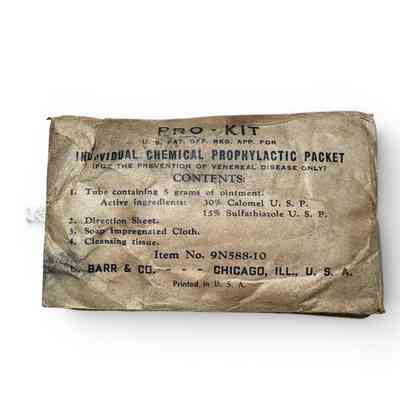 PRO-KIT
U. S. PAT. OFF. REG. APP. FOR
INDIVIDUAL CHEMICAL PROPHYLACTIC PACKET
(FOR THE PREVENTION OF VENEREAL DISEASE ONLY)
CONTENTS:
1. Tube containing 5 grams of ointment.
Active ingredients: 30% Calomel U. S. P.
15% Sulfathiazole U. S. P.
2. Direction Sheet.
3. Soap Impregnated Cloth.
4. Cleansing tissue.
Item No. 9N588-10
BARR & CO. - - - CHICAGO, ILL., U. S. A.
Printed in U. S. A.